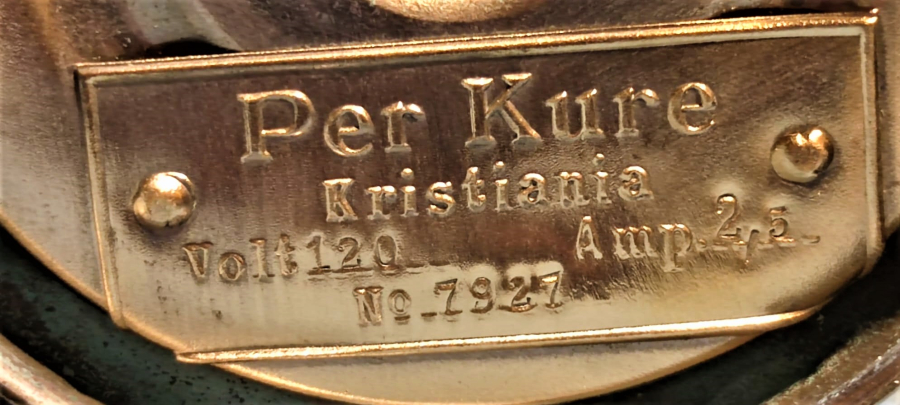 Per Kure
Kristiania
Volt 120 Amp. 2,5
No 7927